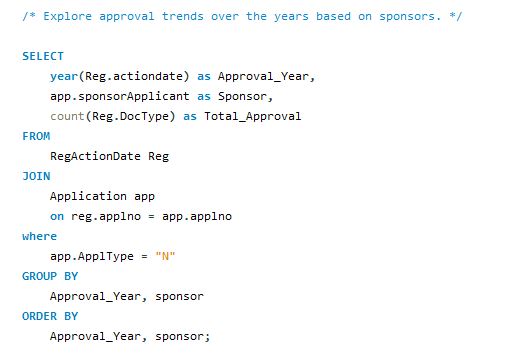 /* Explore approval trends over the years based on sponsors. */
SELECT
year(Reg.actiondate) as Approval_Year,
app.sponsorApplicant as Sponsor,
count(Reg.DocType) as Total_Approval
FROM
RegActionDate Reg
JOIN
Application app
on reg.applno = app.applno
where
app.ApplType = "N"
GROUP BY
Approval_Year, sponsor
ORDER BY
Approval_Year, sponsor;